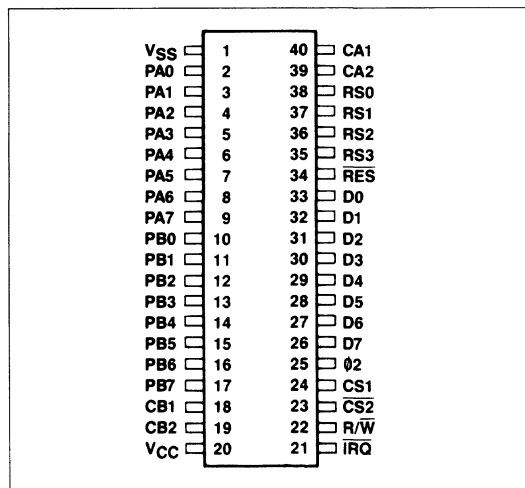 VSS 1 40 CA1
PA0 2 39 CA2
PA1 3 38 RS0
PA2 4 37 RS1
PA3 5 36 RS2
PA4 6 35 RS3
PA5 7 34 R̅E̅S̅
PA6 8 33 D0
PA7 9 32 D1
PB0 10 31 D2
PB1 11 30 D3
PB2 12 29 D4
PB3 13 28 D5
PB4 14 27 D6
PB5 15 26 D7
PB6 16 25 ϕ2
PB7 17 24 CS1
CB1 18 23 C̅S̅2̅
CB2 19 22 R/W̅
VCC 20 21 I̅R̅Q̅